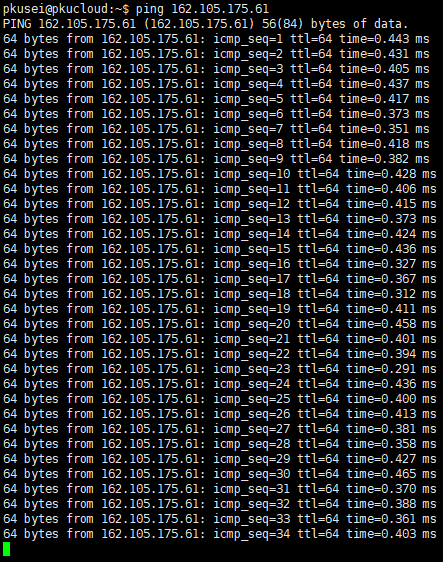 pkusei@pkucloud:~$ ping 162.105.175.61
PING 162.105.175.61 (162.105.175.61) 56(84) bytes of data.
64 bytes from 162.105.175.61: icmp_seq=1 ttl=64 time=0.443 ms
64 bytes from 162.105.175.61: icmp_seq=2 ttl=64 time=0.431 ms
64 bytes from 162.105.175.61: icmp_seq=3 ttl=64 time=0.405 ms
64 bytes from 162.105.175.61: icmp_seq=4 ttl=64 time=0.437 ms
64 bytes from 162.105.175.61: icmp_seq=5 ttl=64 time=0.417 ms
64 bytes from 162.105.175.61: icmp_seq=6 ttl=64 time=0.373 ms
64 bytes from 162.105.175.61: icmp_seq=7 ttl=64 time=0.351 ms
64 bytes from 162.105.175.61: icmp_seq=8 ttl=64 time=0.418 ms
64 bytes from 162.105.175.61: icmp_seq=9 ttl=64 time=0.382 ms
64 bytes from 162.105.175.61: icmp_seq=10 ttl=64 time=0.428 ms
64 bytes from 162.105.175.61: icmp_seq=11 ttl=64 time=0.406 ms
64 bytes from 162.105.175.61: icmp_seq=12 ttl=64 time=0.415 ms
64 bytes from 162.105.175.61: icmp_seq=13 ttl=64 time=0.373 ms
64 bytes from 162.105.175.61: icmp_seq=14 ttl=64 time=0.424 ms
64 bytes from 162.105.175.61: icmp_seq=15 ttl=64 time=0.436 ms
64 bytes from 162.105.175.61: icmp_seq=16 ttl=64 time=0.327 ms
64 bytes from 162.105.175.61: icmp_seq=17 ttl=64 time=0.367 ms
64 bytes from 162.105.175.61: icmp_seq=18 ttl=64 time=0.312 ms
64 bytes from 162.105.175.61: icmp_seq=19 ttl=64 time=0.411 ms
64 bytes from 162.105.175.61: icmp_seq=20 ttl=64 time=0.458 ms
64 bytes from 162.105.175.61: icmp_seq=21 ttl=64 time=0.401 ms
64 bytes from 162.105.175.61: icmp_seq=22 ttl=64 time=0.394 ms
64 bytes from 162.105.175.61: icmp_seq=23 ttl=64 time=0.291 ms
64 bytes from 162.105.175.61: icmp_seq=24 ttl=64 time=0.436 ms
64 bytes from 162.105.175.61: icmp_seq=25 ttl=64 time=0.400 ms
64 bytes from 162.105.175.61: icmp_seq=26 ttl=64 time=0.413 ms
64 bytes from 162.105.175.61: icmp_seq=27 ttl=64 time=0.381 ms
64 bytes from 162.105.175.61: icmp_seq=28 ttl=64 time=0.358 ms
64 bytes from 162.105.175.61: icmp_seq=29 ttl=64 time=0.427 ms
64 bytes from 162.105.175.61: icmp_seq=30 ttl=64 time=0.465 ms
64 bytes from 162.105.175.61: icmp_seq=31 ttl=64 time=0.370 ms
64 bytes from 162.105.175.61: icmp_seq=32 ttl=64 time=0.388 ms
64 bytes from 162.105.175.61: icmp_seq=33 ttl=64 time=0.361 ms
64 bytes from 162.105.175.61: icmp_seq=34 ttl=64 time=0.403 ms